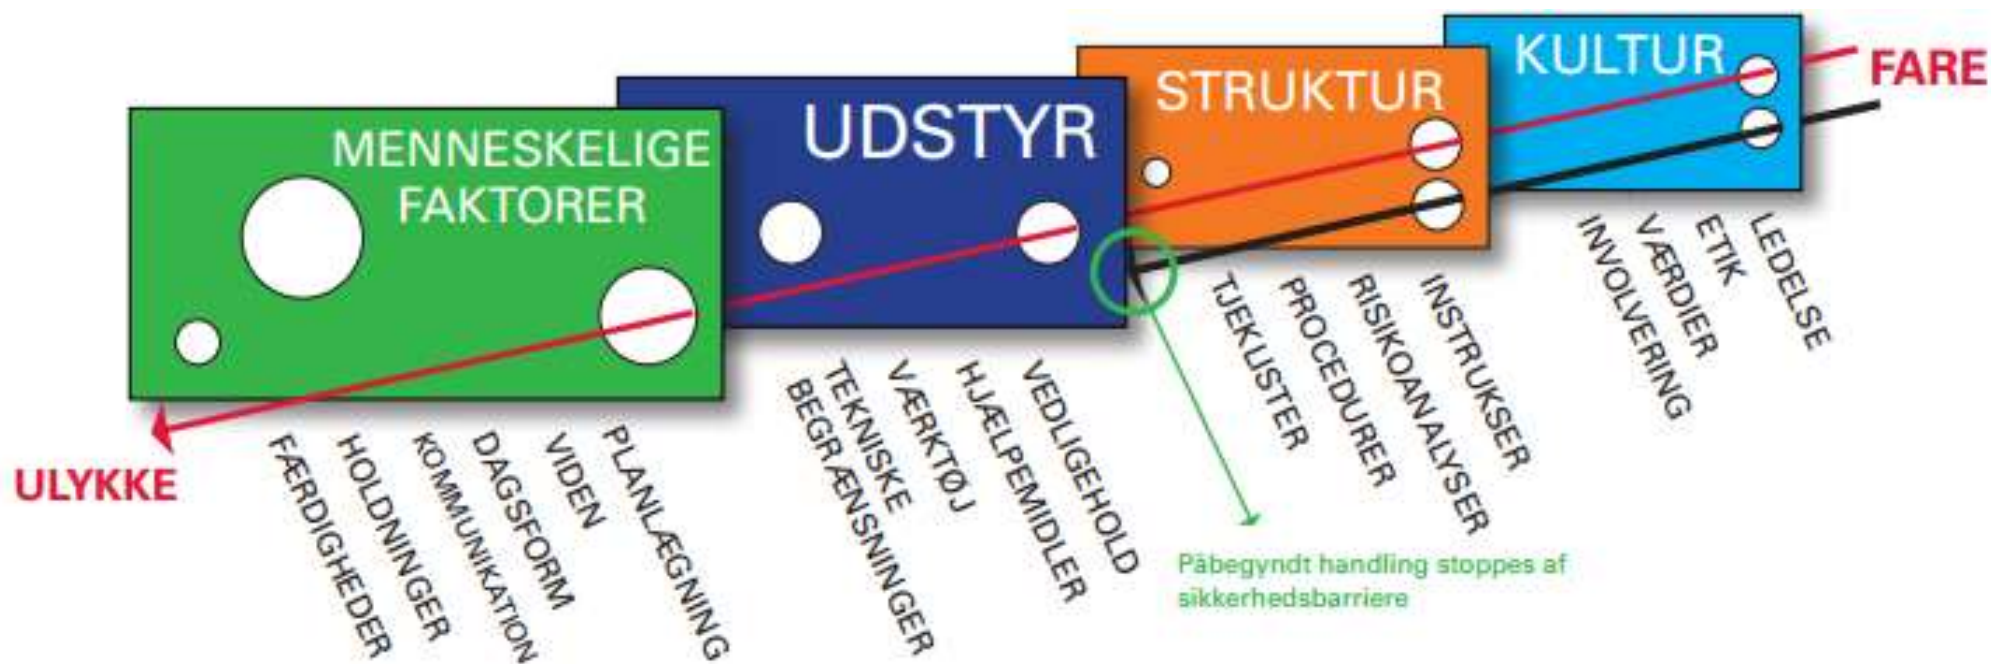 MENNESKELIGE
FAKTORER
UDSTYR
STRUKTUR
KULTUR
FARE
ULYKKE
FÆRDIGHEDER
HOLDNINGER
KOMMUNIKATION
DAGSFORM
VIDEN
PLANLÆGNING
TEKNISKE
BEGRÆNSNINGER
VÆRKTØJ
HJÆLPEMIDLER
VEDLIGEHOLD
TJEKLISTER
PROCEDURER
RISIKOANALYSER
INSTRUKSER
INVOLVERING
VÆRDIER
ETIK
LEDELSE
Påbegyndt handling stoppes af
sikkerhedsbarriere